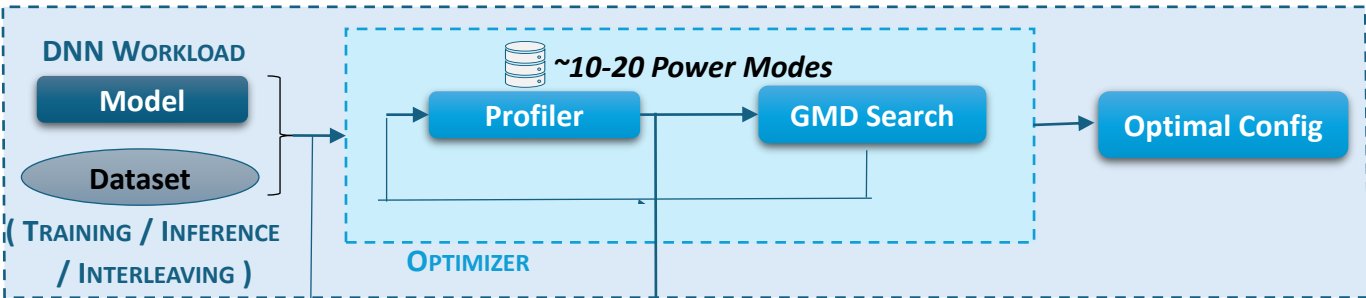 DNN WORKLOAD
Model
Dataset
( TRAINING / INFERENCE
/ INTERLEAVING )
~10-20 Power Modes
Profiler
GMD Search
OPTIMIZER
Optimal Config